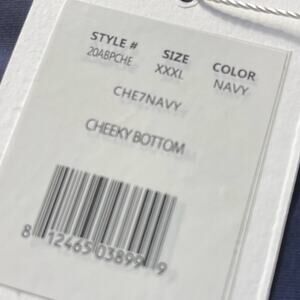 STYLE # SIZE COLOR
20ABPCHE XXXL NAVY
CHE7NAVY
CHEEKY BOTTOM
8 12465 03899 9